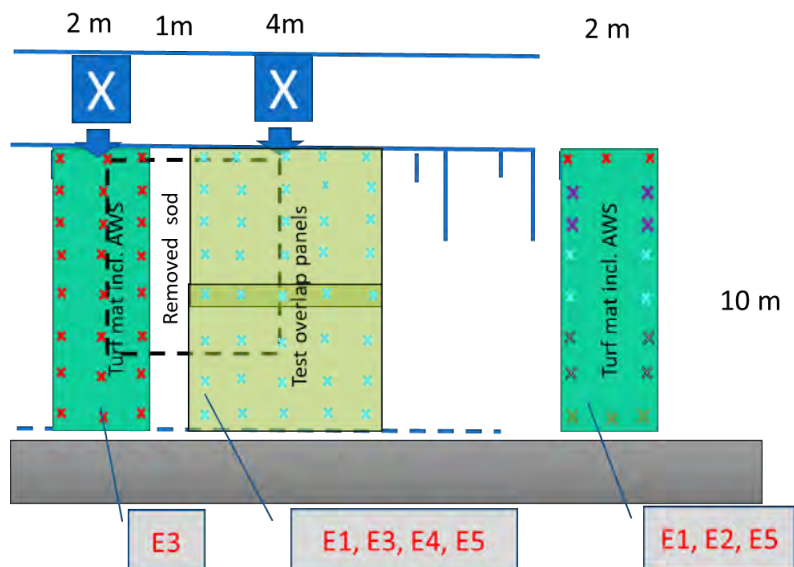 2 m
1m
4m
2 m
X
X
Turf mat incl. AWS
Removed sod
Test overlap panels
Turf mat incl. AWS
10 m
E3
E1, E3, E4, E5
E1, E2, E5